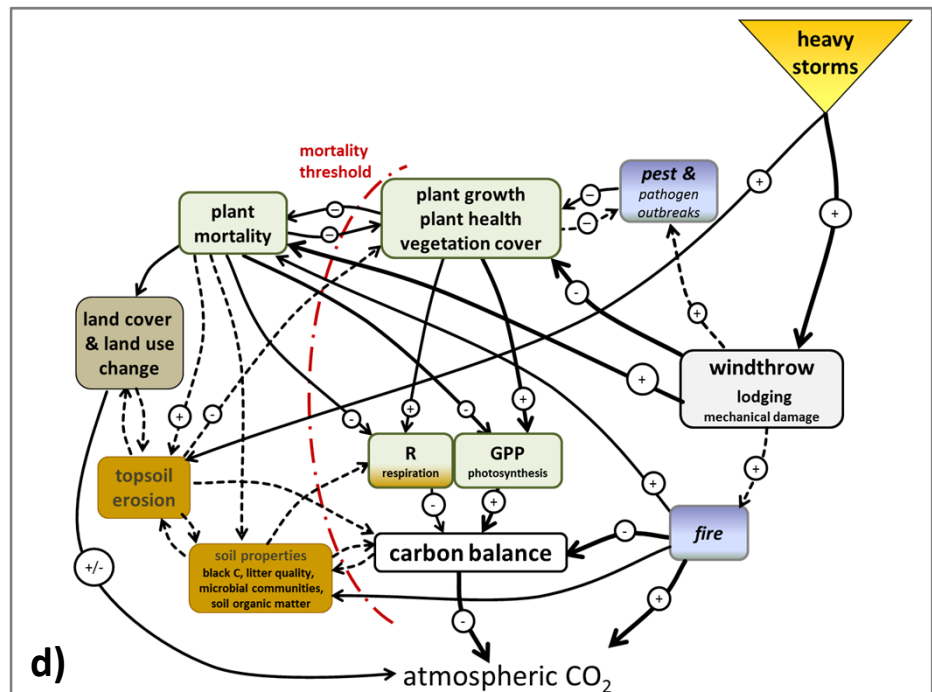 heavy
storms
mortality
threshold
pest &
pathogen
outbreaks
plant growth
plant health
vegetation cover
plant
mortality
+
+
−
−
−
−
-
+
land cover
& land use
change
windthrow
lodging
mechanical damage
+
+
-
-
+
-
+
R
respiration
GPP
photosynthesis
topsoil
erosion
+
+
-
+
fire
carbon balance
-
soil properties
black C, litter quality,
microbial communities,
soil organic matter
+/-
+
-
atmospheric CO₂
d)